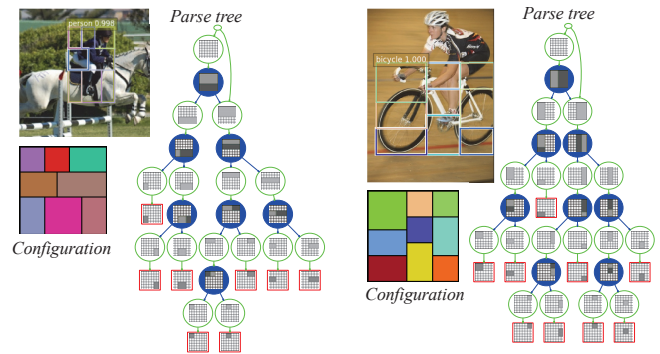 Parse tree
person 0.998
Configuration
Parse tree
bicycle 1.000
Configuration